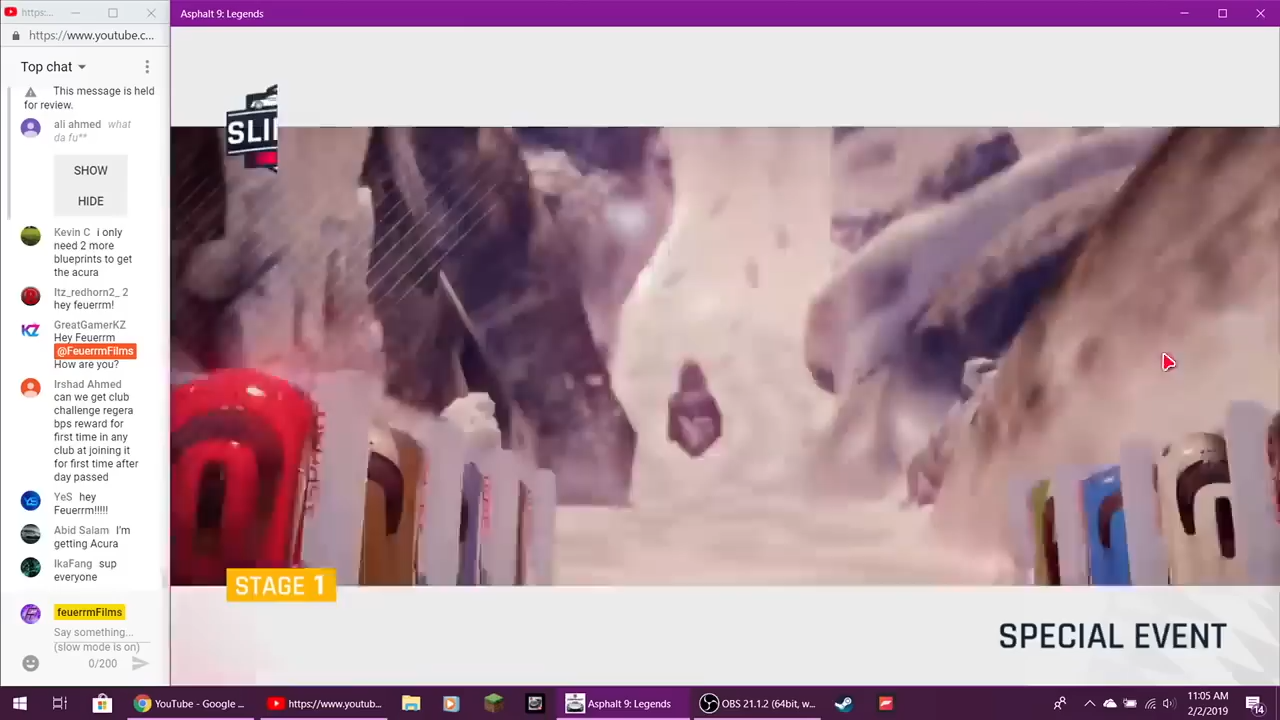 https:...
Asphalt 9: Legends
https://www.youtube.c...
Top chat
This message is held
for review.
ali ahmed what
da fu**
SHOW
HIDE
Kevin C i only
need 2 more
blueprints to get
the acura
Itz_redhorn2_ 2
hey feuerrm!
GreatGamerKZ
Hey Feuerrm
@FeuerrmFilms
How are you?
Irshad Ahmed
can we get club
challenge regera
bps reward for
first time in any
club at joining it
for first time after
day passed
YeS hey
Feuerrm!!!!!
Abid Salam I'm
getting Acura
IkaFang sup
everyone
feuerrmFilms
Say something...
(slow mode is on)
0/200
SLI
STAGE 1
SPECIAL EVENT
YouTube - Google ...
https://www.youtub...
Asphalt 9: Legends
OBS 21.1.2 (64bit, w...
11:05 AM
2/2/2019
14